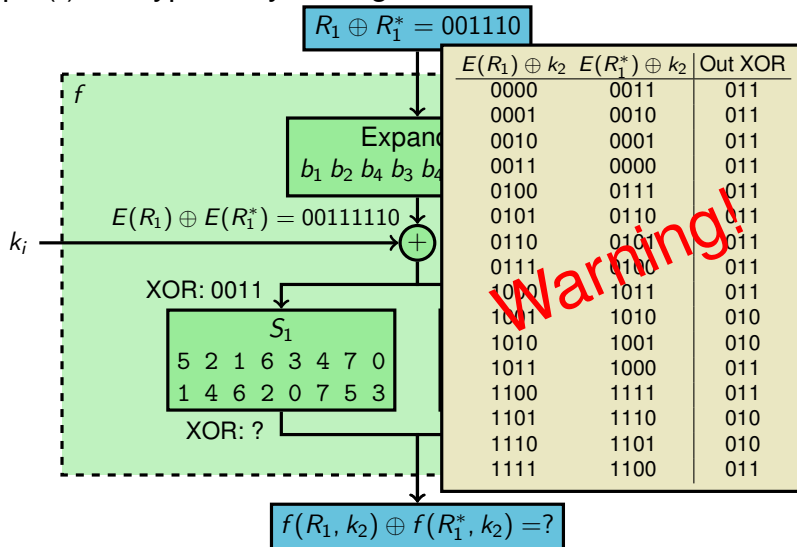 R₁ ⊕ R₁* = 001110
f
Expan
b₁ b₂ b₄ b₃ b₄
E(R₁) ⊕ E(R₁*) = 00111110
kᵢ
+
XOR: 0011
S₁
5 2 1 6 3 4 7 0
1 4 6 2 0 7 5 3
XOR: ?
f(R₁, k₂) ⊕ f(R₁*, k₂) =?
E(R₁) ⊕ k₂ E(R₁*) ⊕ k₂ Out XOR
0000 0011 011
0001 0010 011
0010 0001 011
0011 0000 011
0100 0111 011
0101 0110 011
0110 0101 011
0111 0100 011
1000 1011 011
1001 1010 010
1010 1001 010
1011 1000 011
1100 1111 011
1101 1110 010
1110 1101 010
1111 1100 011
Warning!